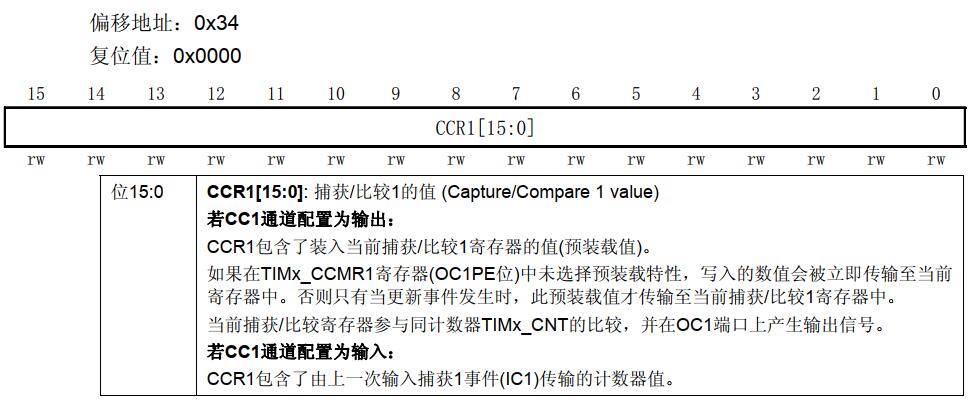 偏移地址：0x34
复位值：0x0000
15 14 13 12 11 10 9 8 7 6 5 4 3 2 1 0
CCR1[15:0]
rw rw rw rw rw rw rw rw rw rw rw rw rw rw rw rw
位15:0 CCR1[15:0]: 捕获/比较1的值 (Capture/Compare 1 value)
若CC1通道配置为输出：
CCR1包含了装入当前捕获/比较1寄存器的值(预装载值)。
如果在TIMx_CCMR1寄存器(OC1PE位)中未选择预装载特性，写入的数值会被立即传输至当前
寄存器中。否则只有当更新事件发生时，此预装载值才传输至当前捕获/比较1寄存器中。
当前捕获/比较寄存器参与同计数器TIMx_CNT的比较，并在OC1端口上产生输出信号。
若CC1通道配置为输入：
CCR1包含了由上一次输入捕获1事件(IC1)传输的计数器值。